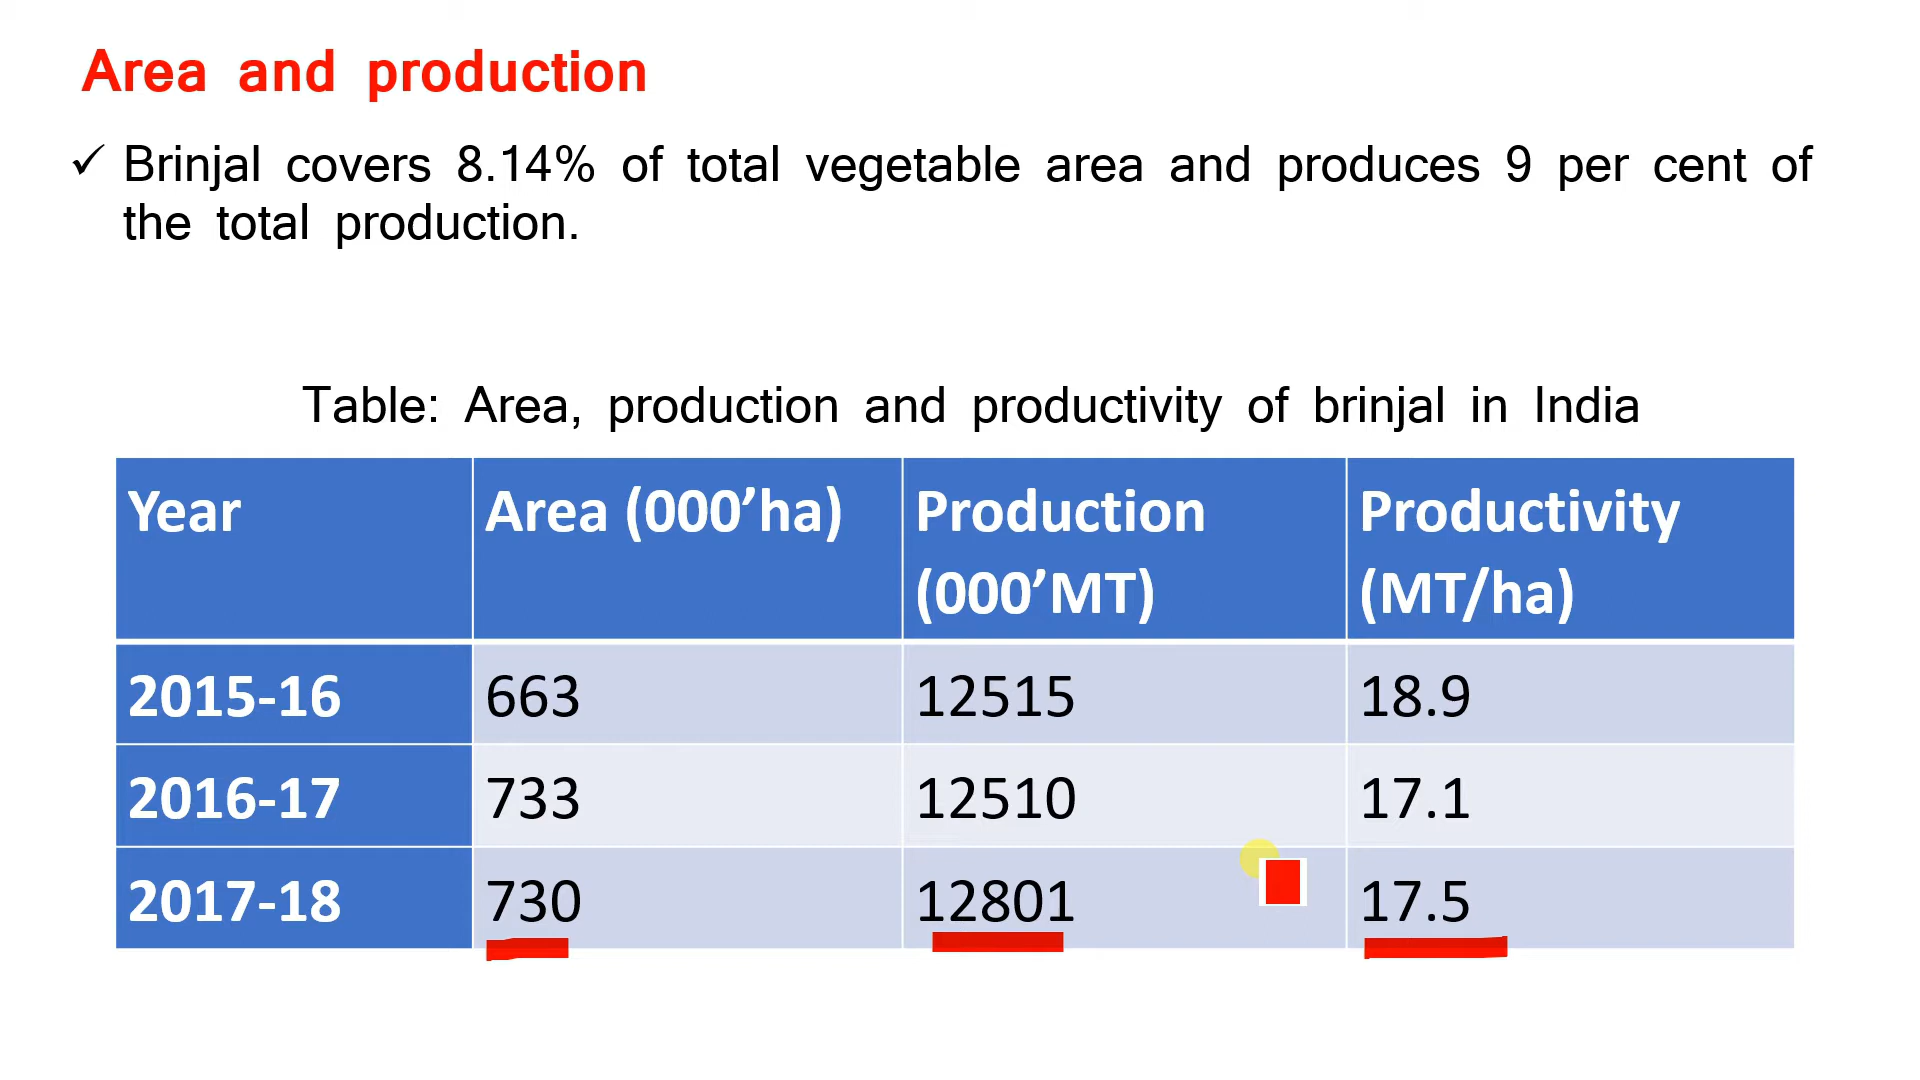 Area and production
✓ Brinjal covers 8.14% of total vegetable area and produces 9 per cent of
the total production.
Table: Area, production and productivity of brinjal in India
Year Area (000’ha) Production (000’MT) Productivity (MT/ha)
2015-16 663 12515 18.9
2016-17 733 12510 17.1
2017-18 730 12801 17.5